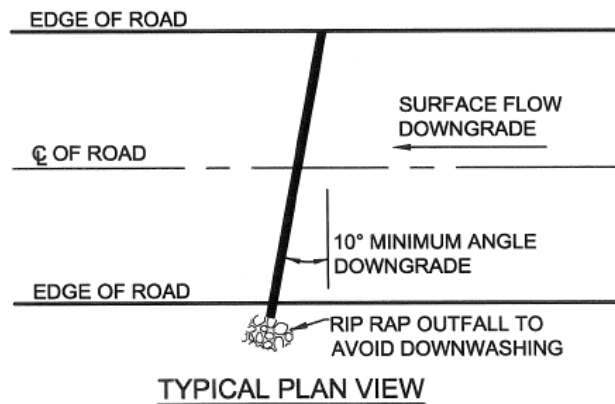 EDGE OF ROAD
SURFACE FLOW
DOWNGRADE
℄ OF ROAD
10° MINIMUM ANGLE
DOWNGRADE
EDGE OF ROAD
RIP RAP OUTFALL TO
AVOID DOWNWASHING
TYPICAL PLAN VIEW